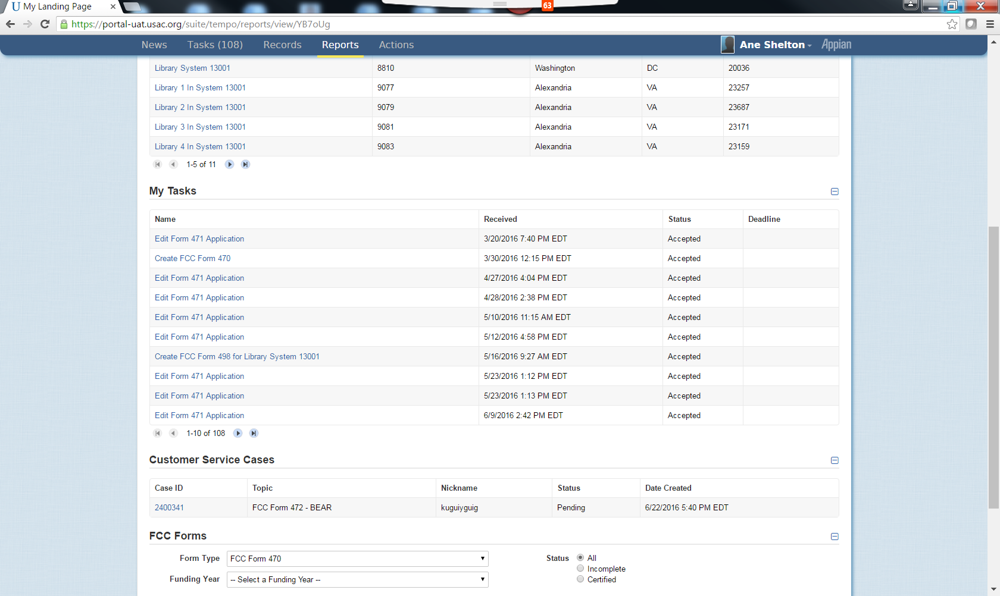 U My Landing Page
63
https://portal-uat.usac.org/suite/tempo/reports/view/YB7oUg
News Tasks (108) Records Reports Actions Ane Shelton Appian
Library System 13001 8810 Washington DC 20036
Library 1 In System 13001 9077 Alexandria VA 23257
Library 2 In System 13001 9079 Alexandria VA 23687
Library 3 In System 13001 9081 Alexandria VA 23171
Library 4 In System 13001 9083 Alexandria VA 23159
1-5 of 11
My Tasks
Name Received Status Deadline
Edit Form 471 Application 3/20/2016 7:40 PM EDT Accepted
Create FCC Form 470 3/30/2016 12:15 PM EDT Accepted
Edit Form 471 Application 4/27/2016 4:04 PM EDT Accepted
Edit Form 471 Application 4/28/2016 2:38 PM EDT Accepted
Edit Form 471 Application 5/10/2016 11:15 AM EDT Accepted
Edit Form 471 Application 5/12/2016 4:58 PM EDT Accepted
Create FCC Form 498 for Library System 13001 5/16/2016 9:27 AM EDT Accepted
Edit Form 471 Application 5/23/2016 1:12 PM EDT Accepted
Edit Form 471 Application 5/23/2016 1:13 PM EDT Accepted
Edit Form 471 Application 6/9/2016 2:42 PM EDT Accepted
1-10 of 108
Customer Service Cases
Case ID Topic Nickname Status Date Created
2400341 FCC Form 472 - BEAR kuguiyguig Pending 6/22/2016 5:40 PM EDT
FCC Forms
Form Type FCC Form 470 Status All
Incomplete
Funding Year -- Select a Funding Year -- Certified